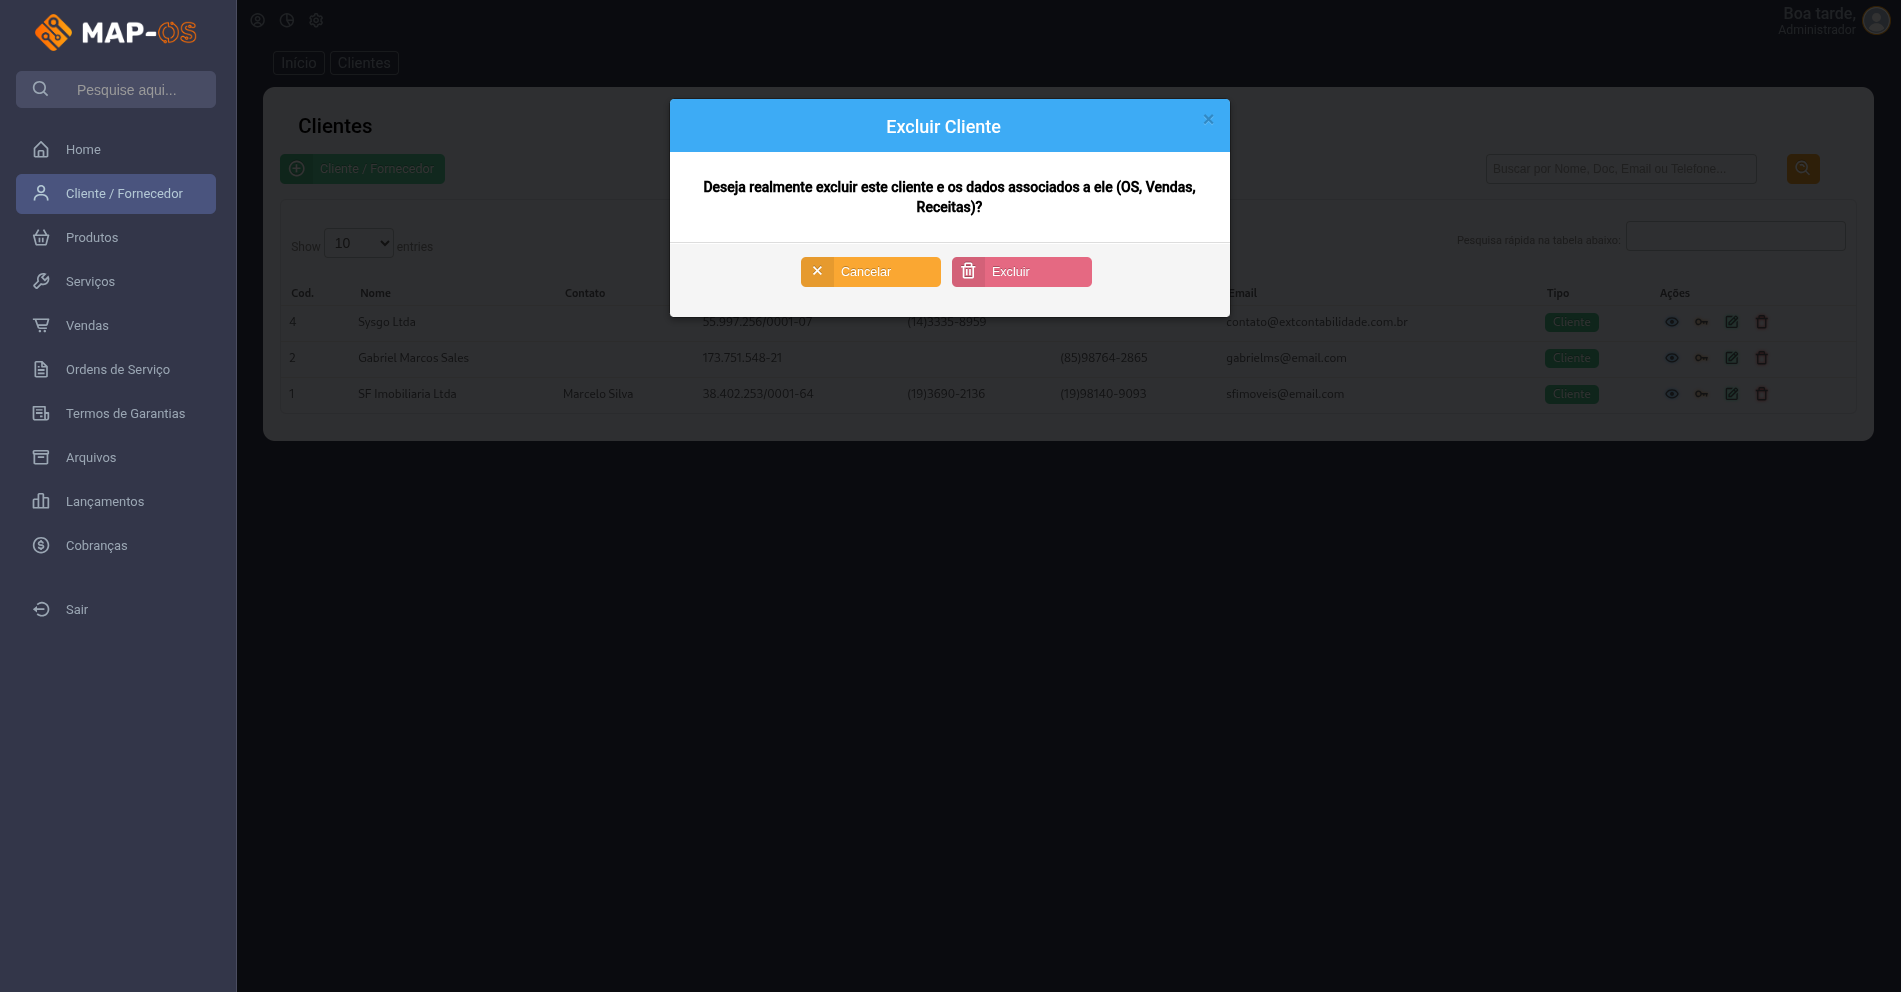 MAP-OS
Pesquise aqui...
Home
Cliente / Fornecedor
Produtos
Serviços
Vendas
Ordens de Serviço
Termos de Garantias
Arquivos
Lançamentos
Cobranças
Sair
Boa tarde,
Administrador
Início Clientes
Clientes
Cliente / Fornecedor
Buscar por Nome, Doc, Email ou Telefone...
Show 10 entries
Pesquisa rápida na tabela abaixo:
Excluir Cliente ×
Deseja realmente excluir este cliente e os dados associados a ele (OS, Vendas,
Receitas)?
Cancelar Excluir
Cod. Nome Contato Email Tipo Ações
4 Sysgo Ltda 55.997.256/0001-07 (14)3335-8959 contato@extcontabilidade.com.br Cliente
2 Gabriel Marcos Sales 173.751.548-21 (85)98764-2865 gabrielms@email.com Cliente
1 SF Imobiliaria Ltda Marcelo Silva 38.402.253/0001-64 (19)3690-2136 (19)98140-9093 sfimoveis@email.com Cliente